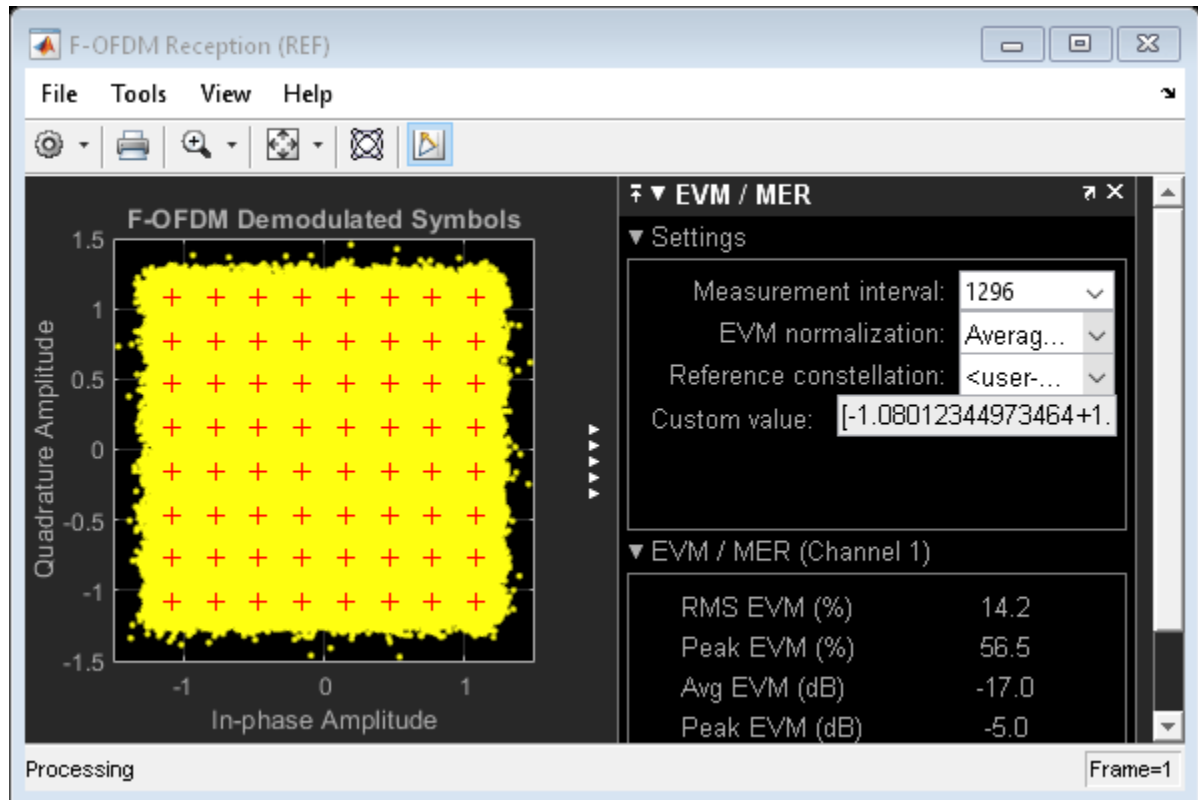 F-OFDM Reception (REF)
File Tools View Help
F-OFDM Demodulated Symbols
1.5
1
0.5
0
-0.5
-1
-1.5
-1 0 1
Quadrature Amplitude
In-phase Amplitude
EVM / MER
Settings
Measurement interval: 1296
EVM normalization: Averag...
Reference constellation: <user-...
Custom value: [-1.08012344973464+1.
EVM / MER (Channel 1)
RMS EVM (%) 14.2
Peak EVM (%) 56.5
Avg EVM (dB) -17.0
Peak EVM (dB) -5.0
Processing Frame=1